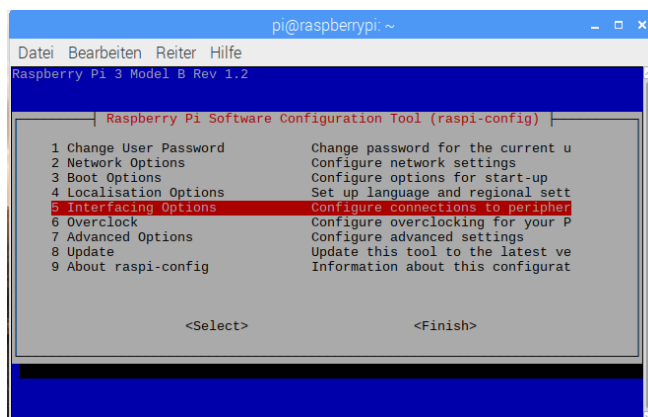 pi@raspberrypi: ~
Datei Bearbeiten Reiter Hilfe
Raspberry Pi 3 Model B Rev 1.2
Raspberry Pi Software Configuration Tool (raspi-config)
1 Change User Password Change password for the current u
2 Network Options Configure network settings
3 Boot Options Configure options for start-up
4 Localisation Options Set up language and regional sett
5 Interfacing Options Configure connections to peripher
6 Overclock Configure overclocking for your P
7 Advanced Options Configure advanced settings
8 Update Update this tool to the latest ve
9 About raspi-config Information about this configurat
<Select> <Finish>